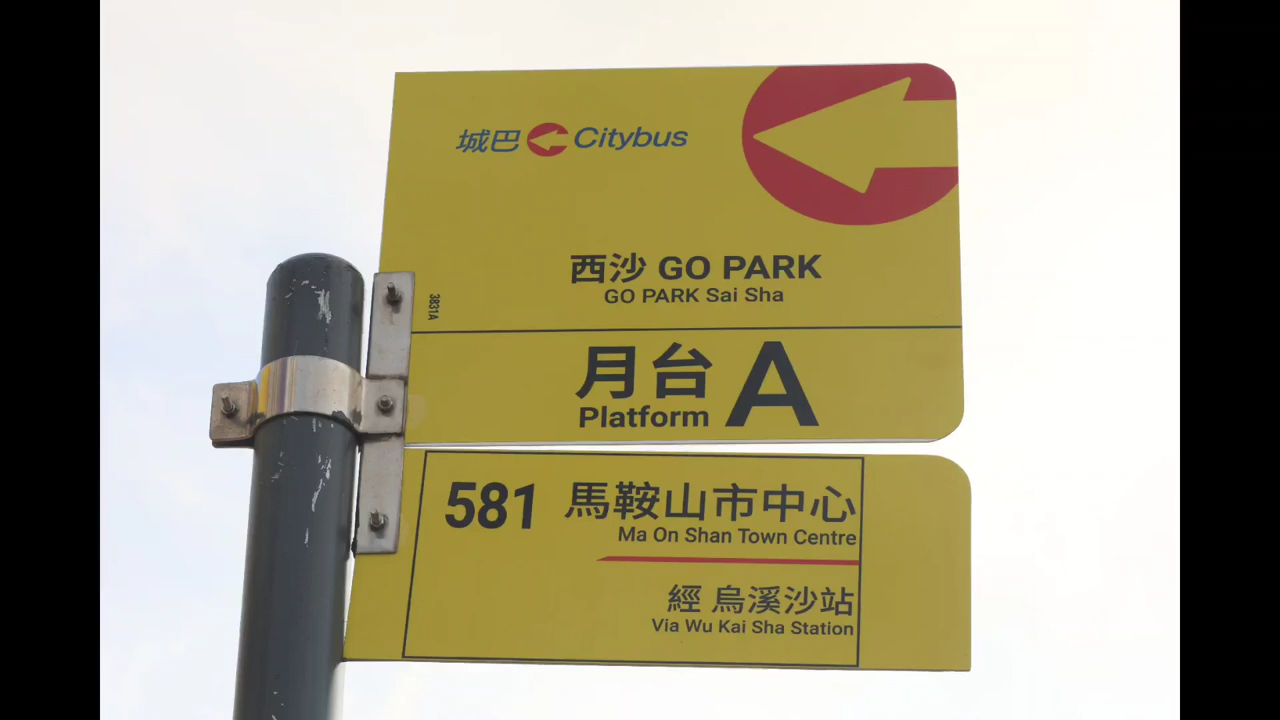 城巴 Citybus
西沙 GO PARK
GO PARK Sai Sha
3831A
月台 A
Platform
581 馬鞍山市中心
Ma On Shan Town Centre
經 烏溪沙站
Via Wu Kai Sha Station